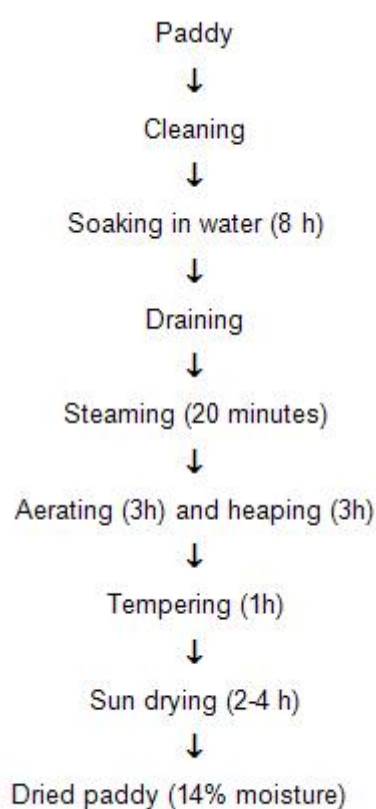 Paddy
↓
Cleaning
↓
Soaking in water (8 h)
↓
Draining
↓
Steaming (20 minutes)
↓
Aerating (3h) and heaping (3h)
↓
Tempering (1h)
↓
Sun drying (2-4 h)
↓
Dried paddy (14% moisture)